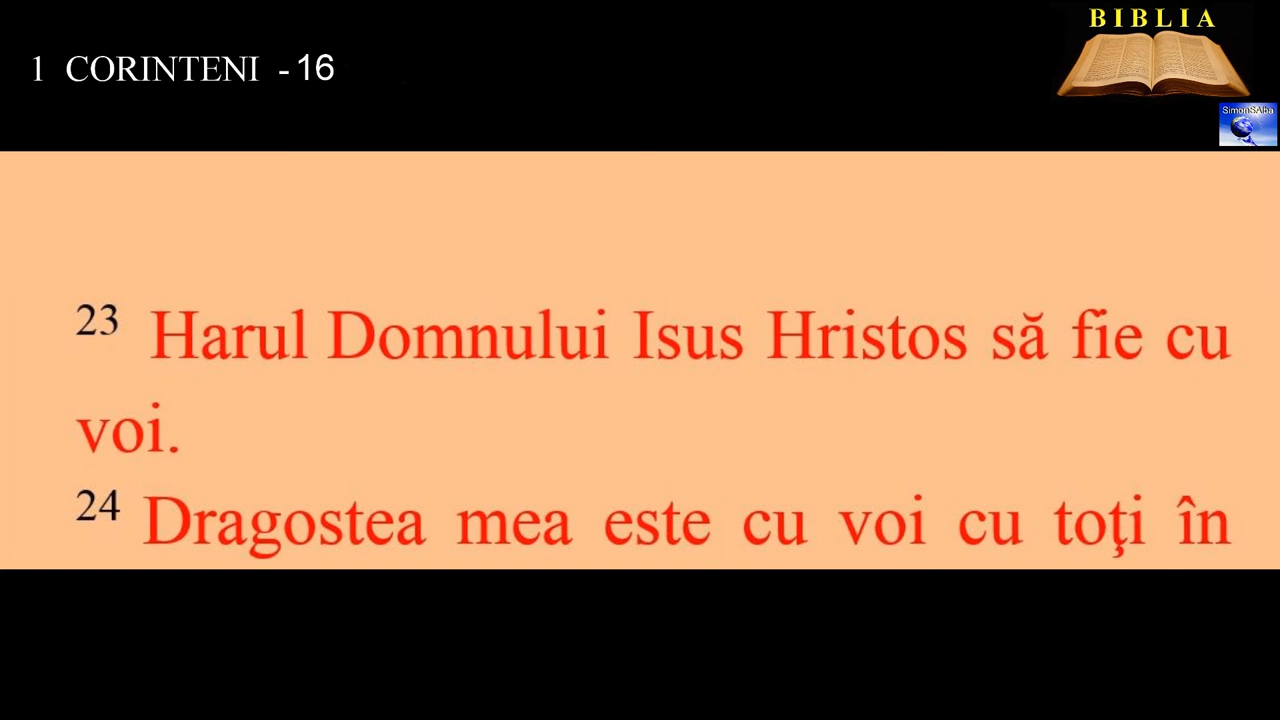 B I B L I A
1 CORINTENI - 16
SimonSAlba
23 Harul Domnului Isus Hristos să fie cu
voi.
24 Dragostea mea este cu voi cu toţi în